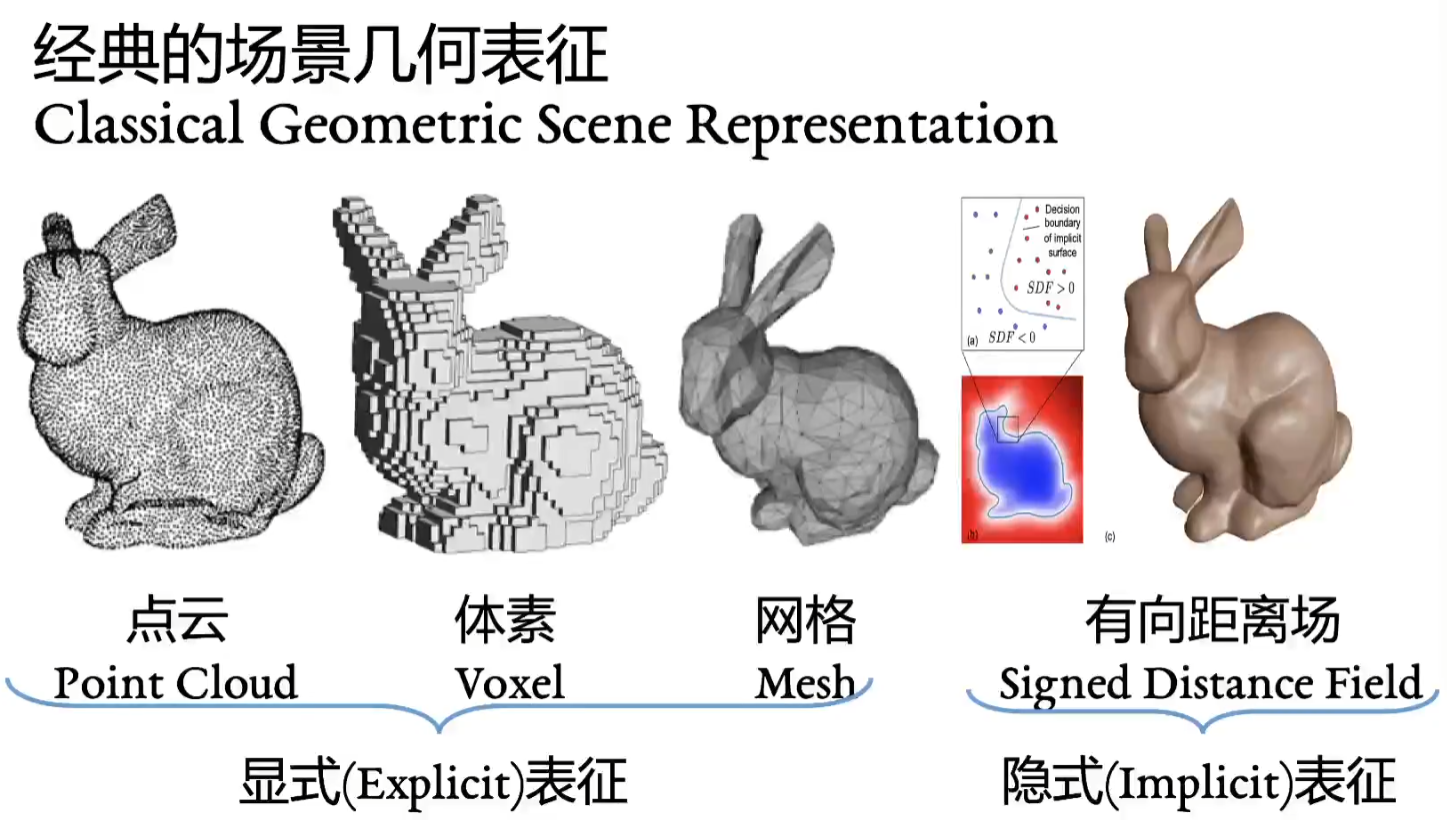 经典的场景几何表征
Classical Geometric Scene Representation
Decision
boundary
of implicit
surface
SDF > 0
(a) SDF < 0
(b)
(c)
点云
体素
网格
有向距离场
Point Cloud
Voxel
Mesh
Signed Distance Field
显式(Explicit)表征
隐式(Implicit)表征